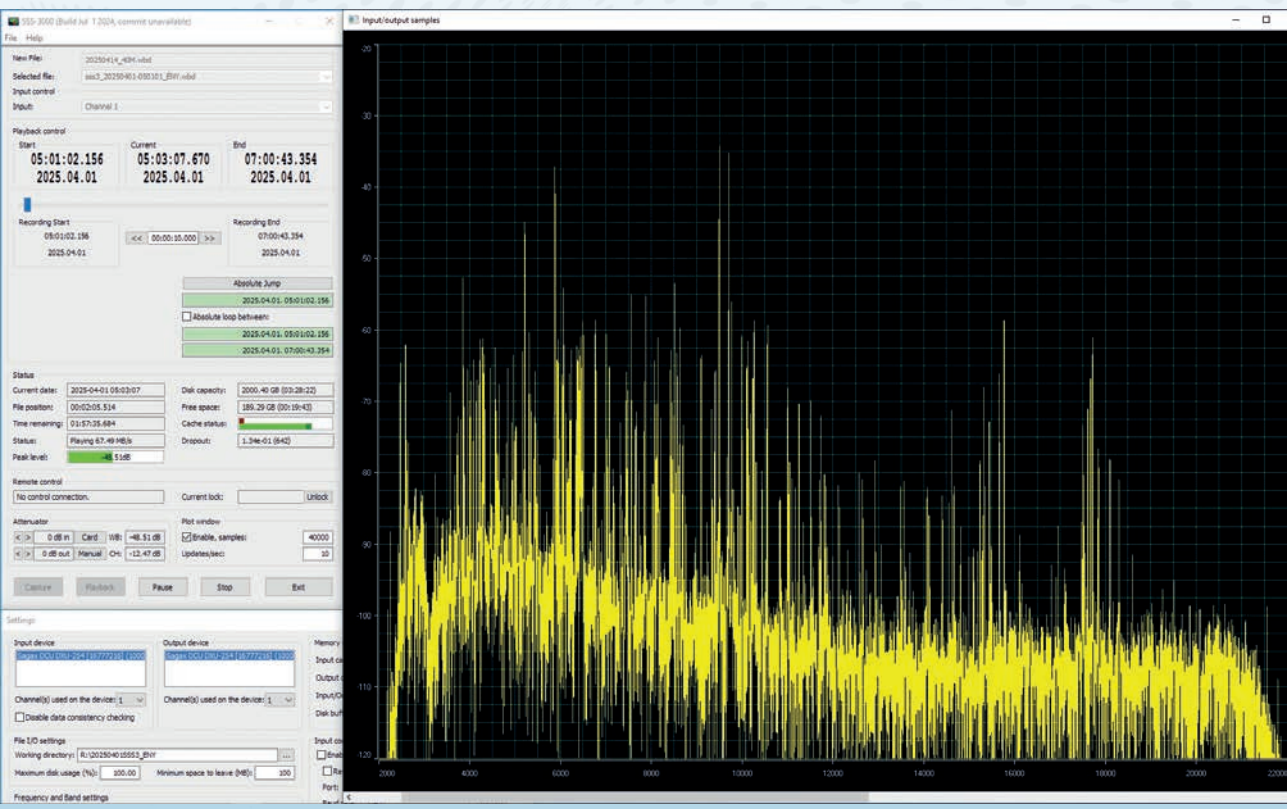 SSS-3000 (Build Jul 1 2024, commit unavailable)
File Help
New File: 20250414_40M.wbd
Selected file: sss3_20250401-050101_ENY.wbd
Input control
Input: Channel 1
Playback control
Start Current End
05:01:02.156 05:03:07.670 07:00:43.354
2025.04.01 2025.04.01 2025.04.01
Recording Start Recording End
05:01:02.156 << 00:00:10.000 >> 07:00:43.354
2025.04.01 2025.04.01
Absolute Jump
2025.04.01. 05:01:02.156
Absolute loop between:
2025.04.01. 05:01:02.156
2025.04.01. 07:00:43.354
Status
Current date: 2025-04-01 05:03:07 Disk capacity: 2000.40 GB (03:28:22)
File position: 00:02:05.514 Free space: 189.29 GB (00:19:43)
Time remaining: 01:57:35.684 Cache status:
Status: Playing 67.49 MB/s Dropout: 1.34e-01 (642)
Peak level: -48.51dB
Remote control
No control connection. Current lock: Unlock
Attenuator Plot window
< > 0 dB in Card WB: -48.51 dB Enable, samples: 40000
< > 0 dB out Manual CH: -12.47 dB Updates/sec: 10
Capture Playback Pause Stop Exit
Settings
Input device Output device Memory
Channel(s) used on the device: 1 Channel(s) used on the device: 1
Disable data consistency checking
File I/O settings
Working directory: R:\20250401SSS3_ENY ...
Maximum disk usage (%): 100.00 Minimum space to leave (MB): 100
Port:
Frequency and Band settings
Input/output samples
-20
-30
-40
-50
-60
-70
-80
-90
-100
-110
-120
2000 4000 6000 8000 10000 12000 14000 16000 18000 20000 22000